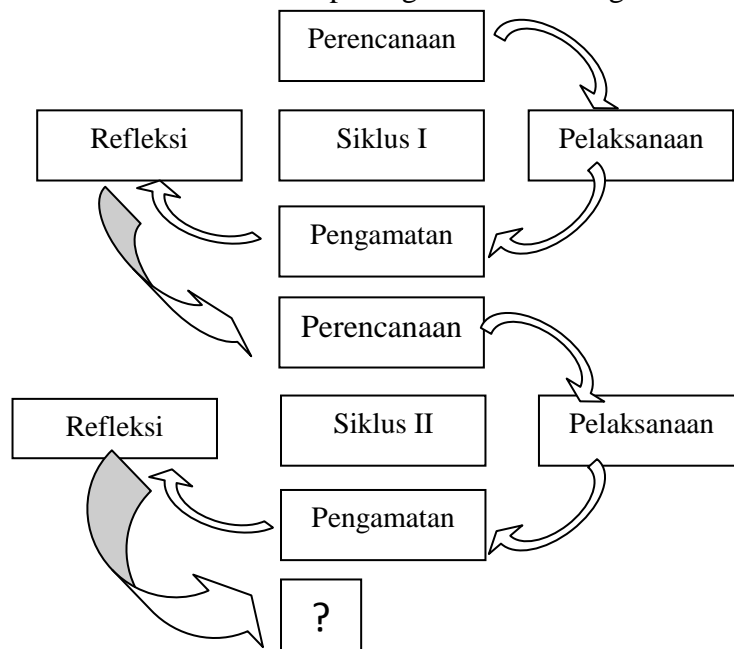 Perencanaan
Refleksi
Siklus I
Pelaksanaan
Pengamatan
Perencanaan
Refleksi
Siklus II
Pelaksanaan
Pengamatan
?